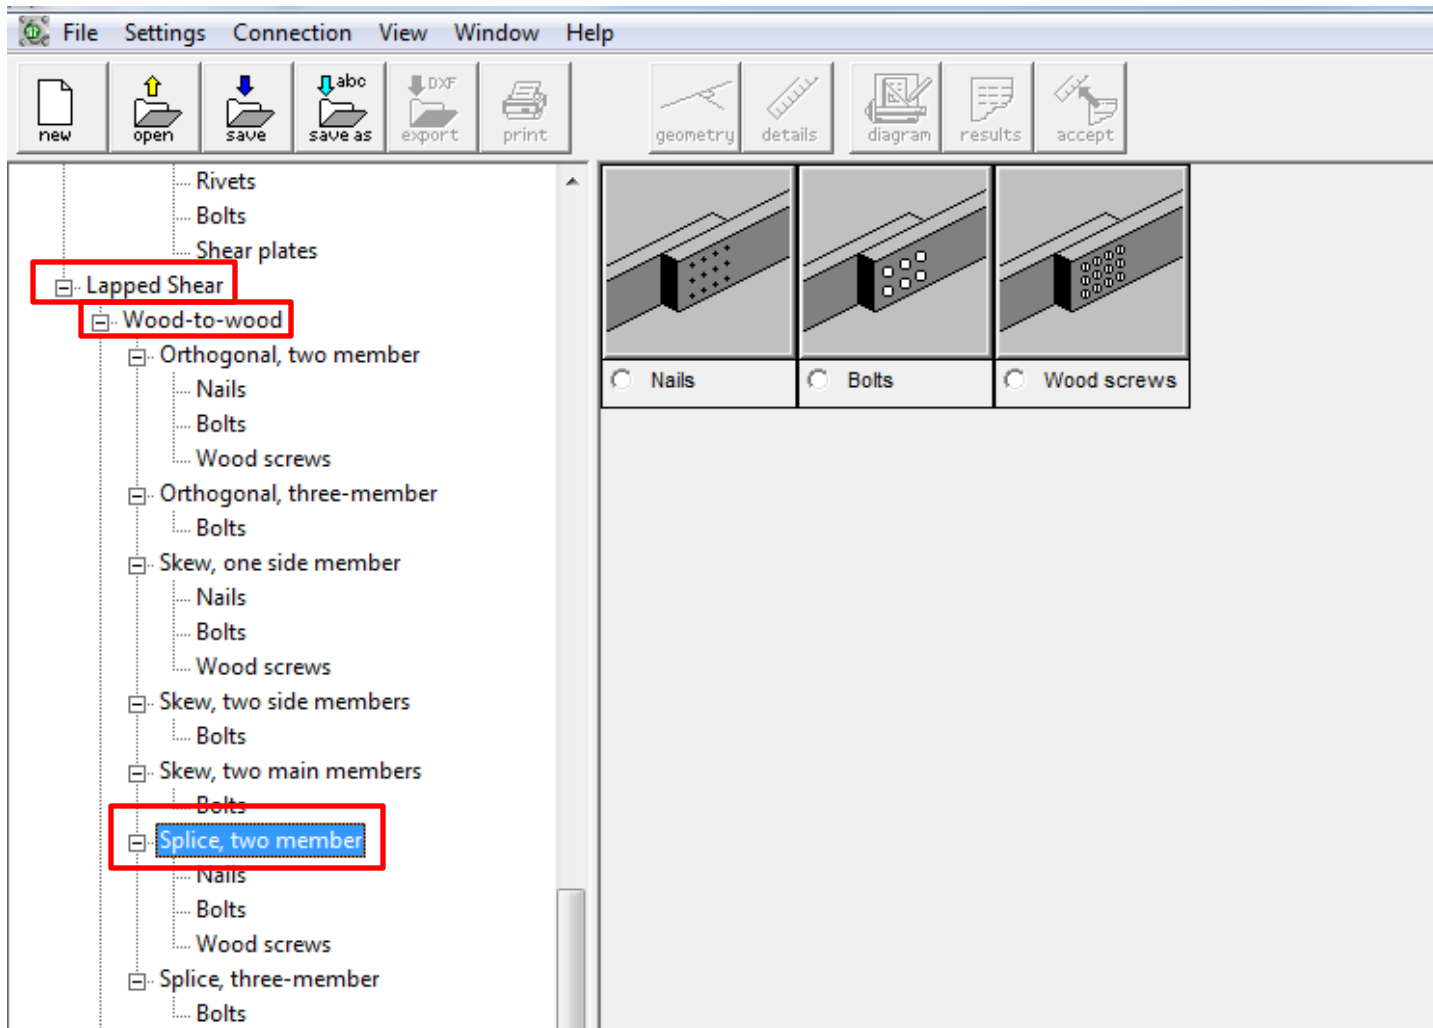 File Settings Connection View Window Help
new open save abc save as DXF export print geometry details diagram results accept
Rivets
Bolts
Shear plates
Lapped Shear
Wood-to-wood
Orthogonal, two member
Nails
Bolts
Wood screws
Orthogonal, three-member
Bolts
Skew, one side member
Nails
Bolts
Wood screws
Skew, two side members
Bolts
Skew, two main members
Bolts
Splice, two member
Nails
Bolts
Wood screws
Splice, three-member
Bolts
Nails Bolts Wood screws